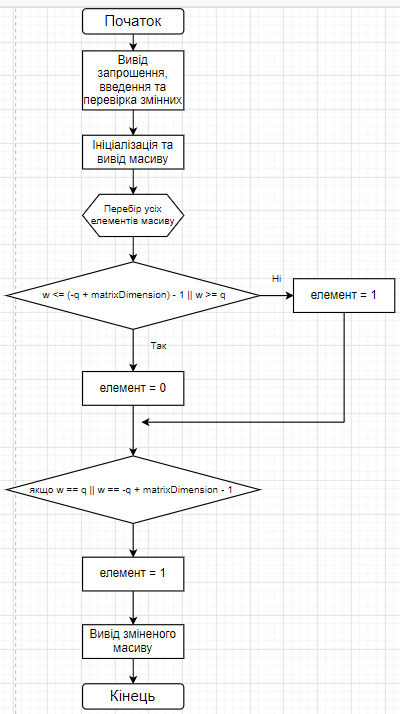 Початок
Вивід
запрошення,
введення та
перевірка змінних
Ініціалізація та
вивід масиву
Перебір усіх
елементів масиву
w <= (-q + matrixDimension) - 1 || w >= q
Ні
елемент = 1
Так
елемент = 0
якщо w == q || w == -q + matrixDimension - 1
елемент = 1
Вивід зміненого
масиву
Кінець